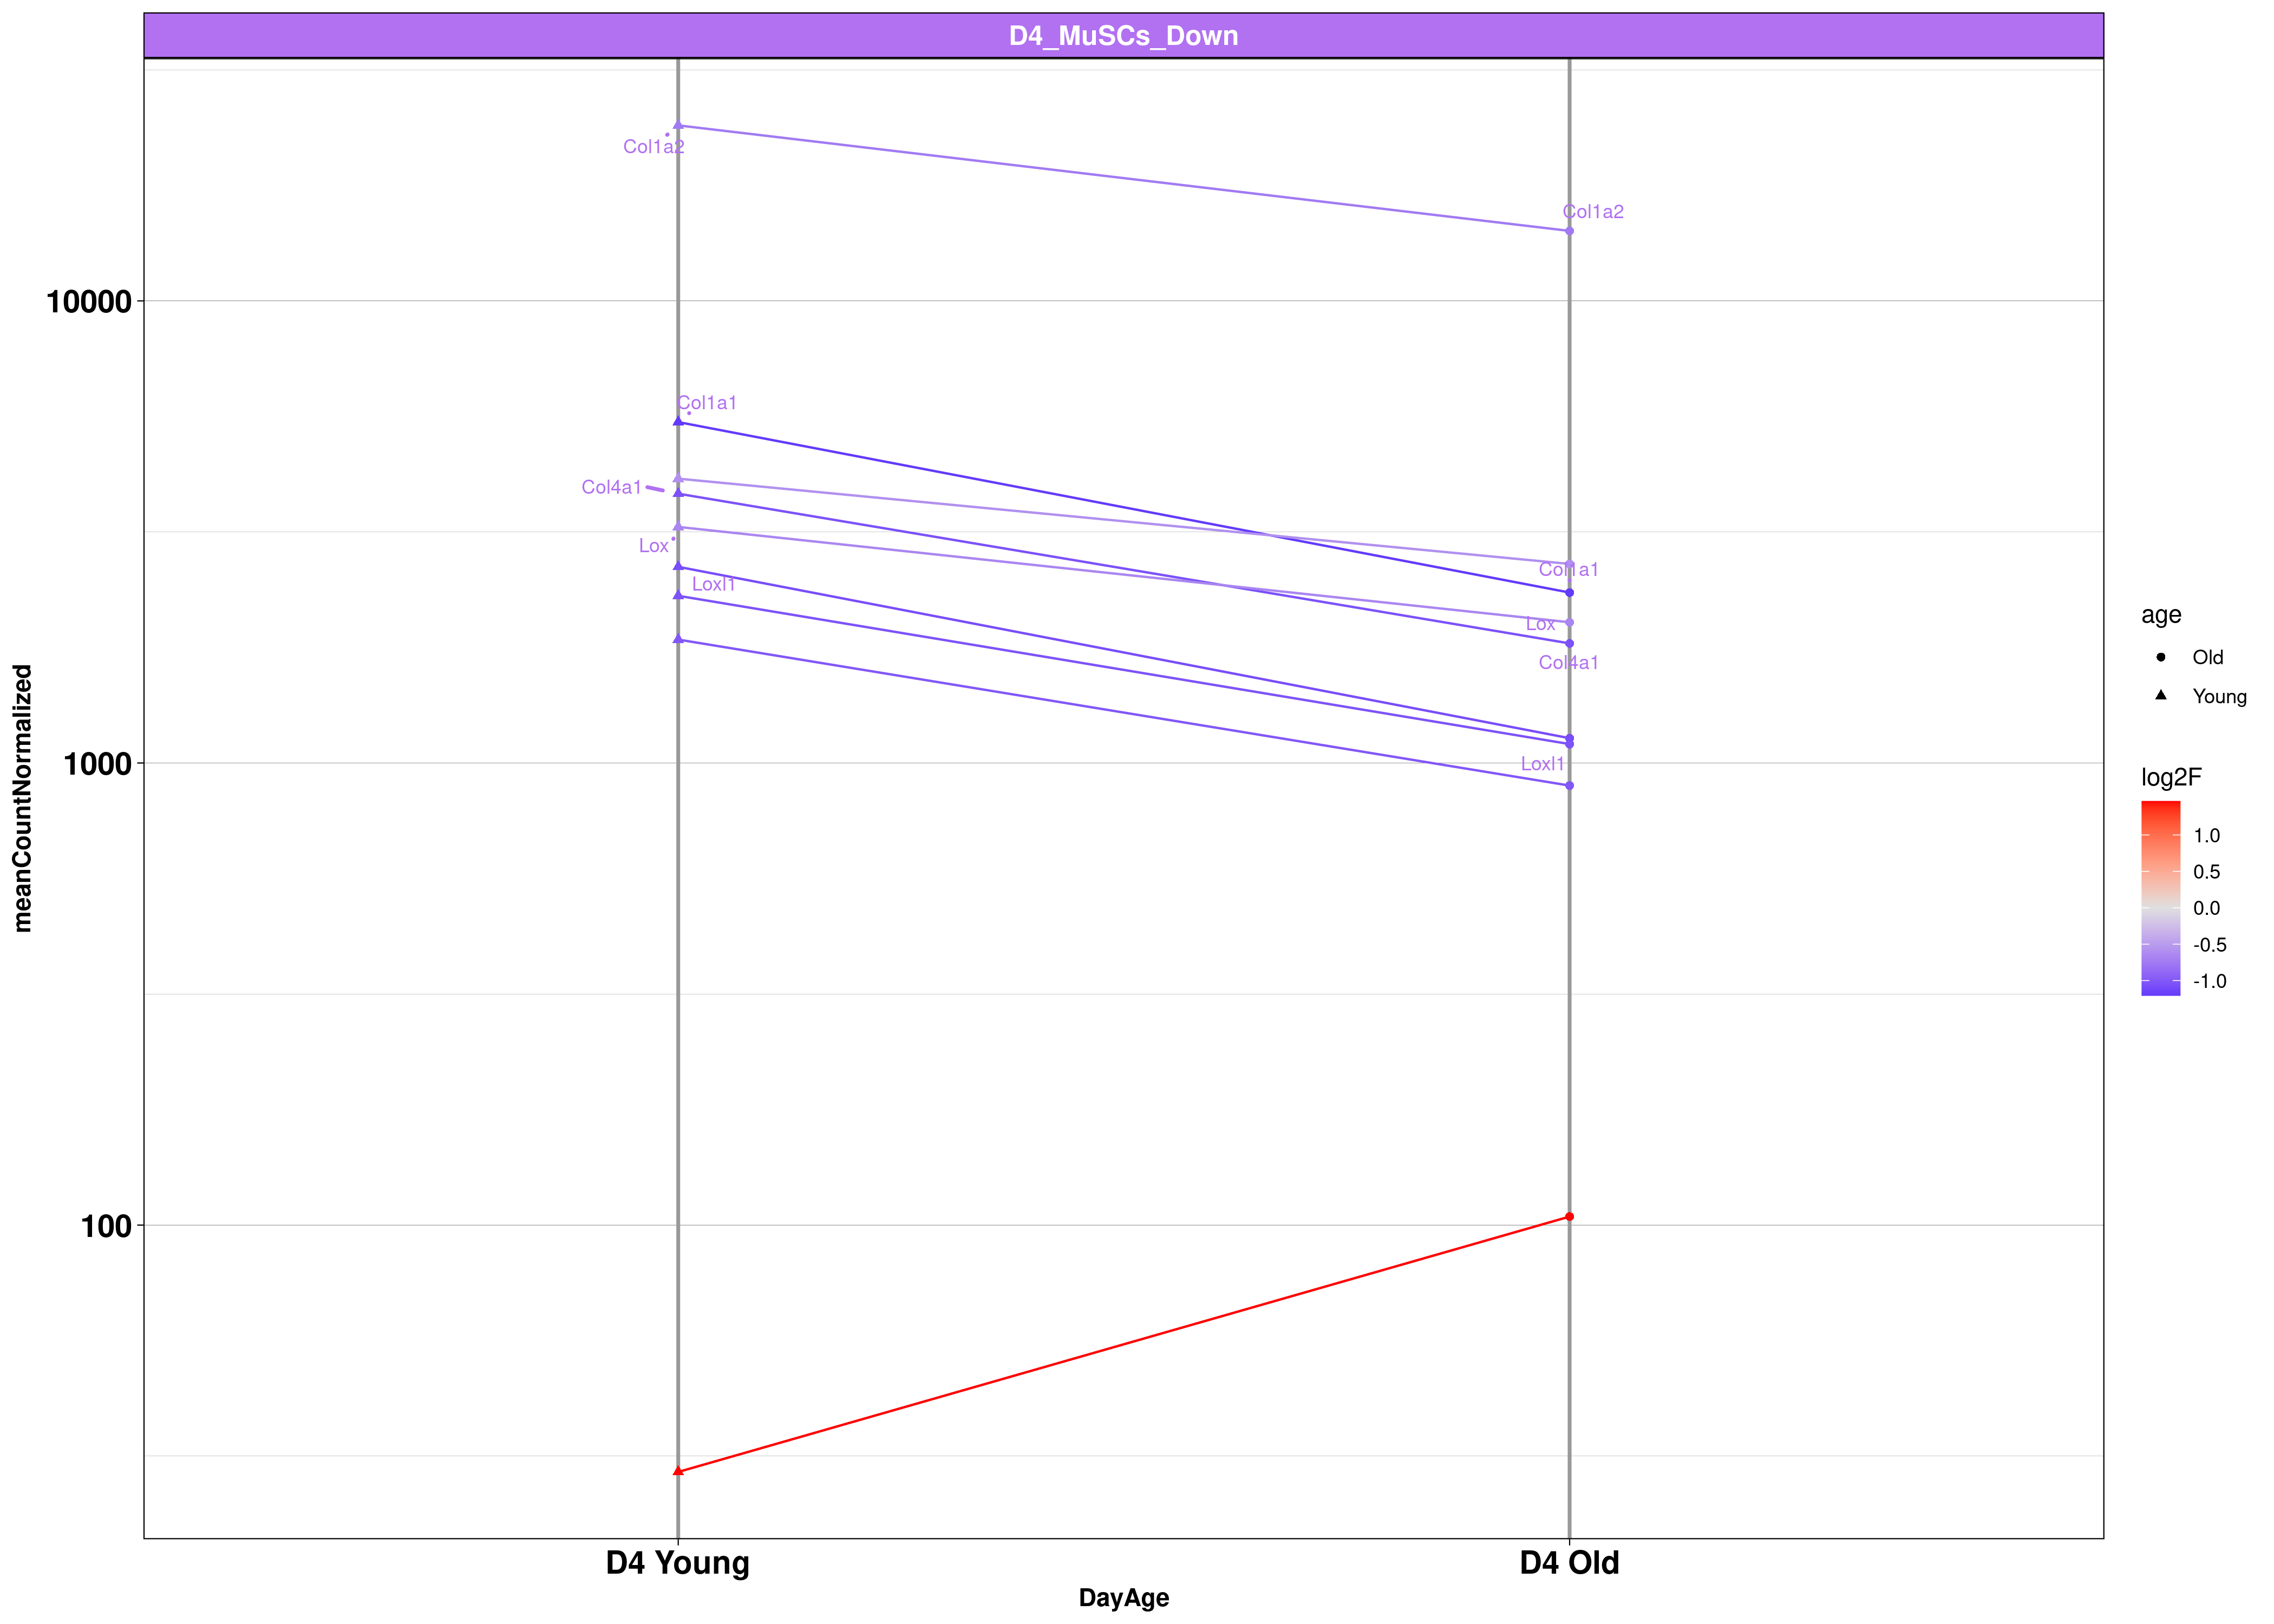 D4_MuSCs_Down
Col1a2
Col1a2
10000
Col1a1
Col4a1
Lox
Col1a1
Loxl1
Lox
Col4a1
1000
Loxl1
100
meanCountNormalized
D4 Young
D4 Old
DayAge
age
Old
Young
log2F
1.0
0.5
0.0
-0.5
-1.0